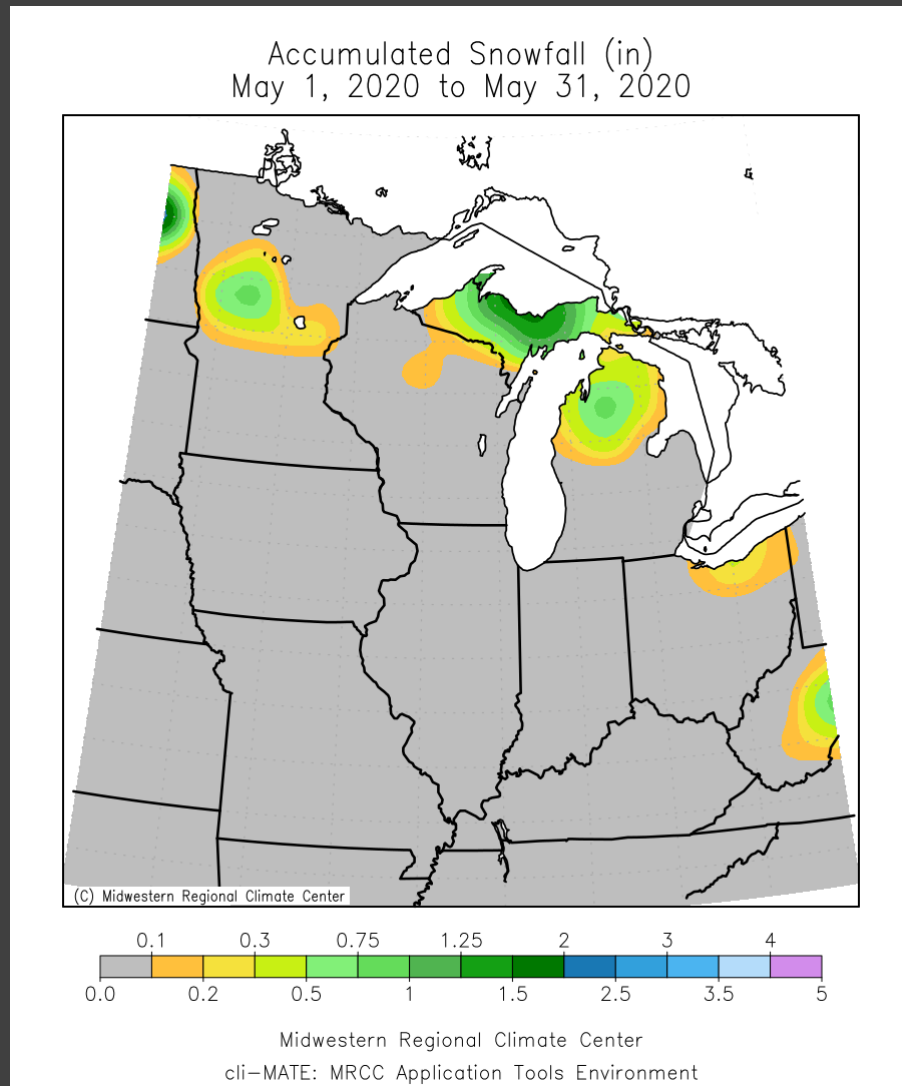 Accumulated Snowfall (in)
May 1, 2020 to May 31, 2020
(C) Midwestern Regional Climate Center
0.1 0.3 0.75 1.25 2 3 4
0.0 0.2 0.5 1 1.5 2.5 3.5 5
Midwestern Regional Climate Center
cli-MATE: MRCC Application Tools Environment